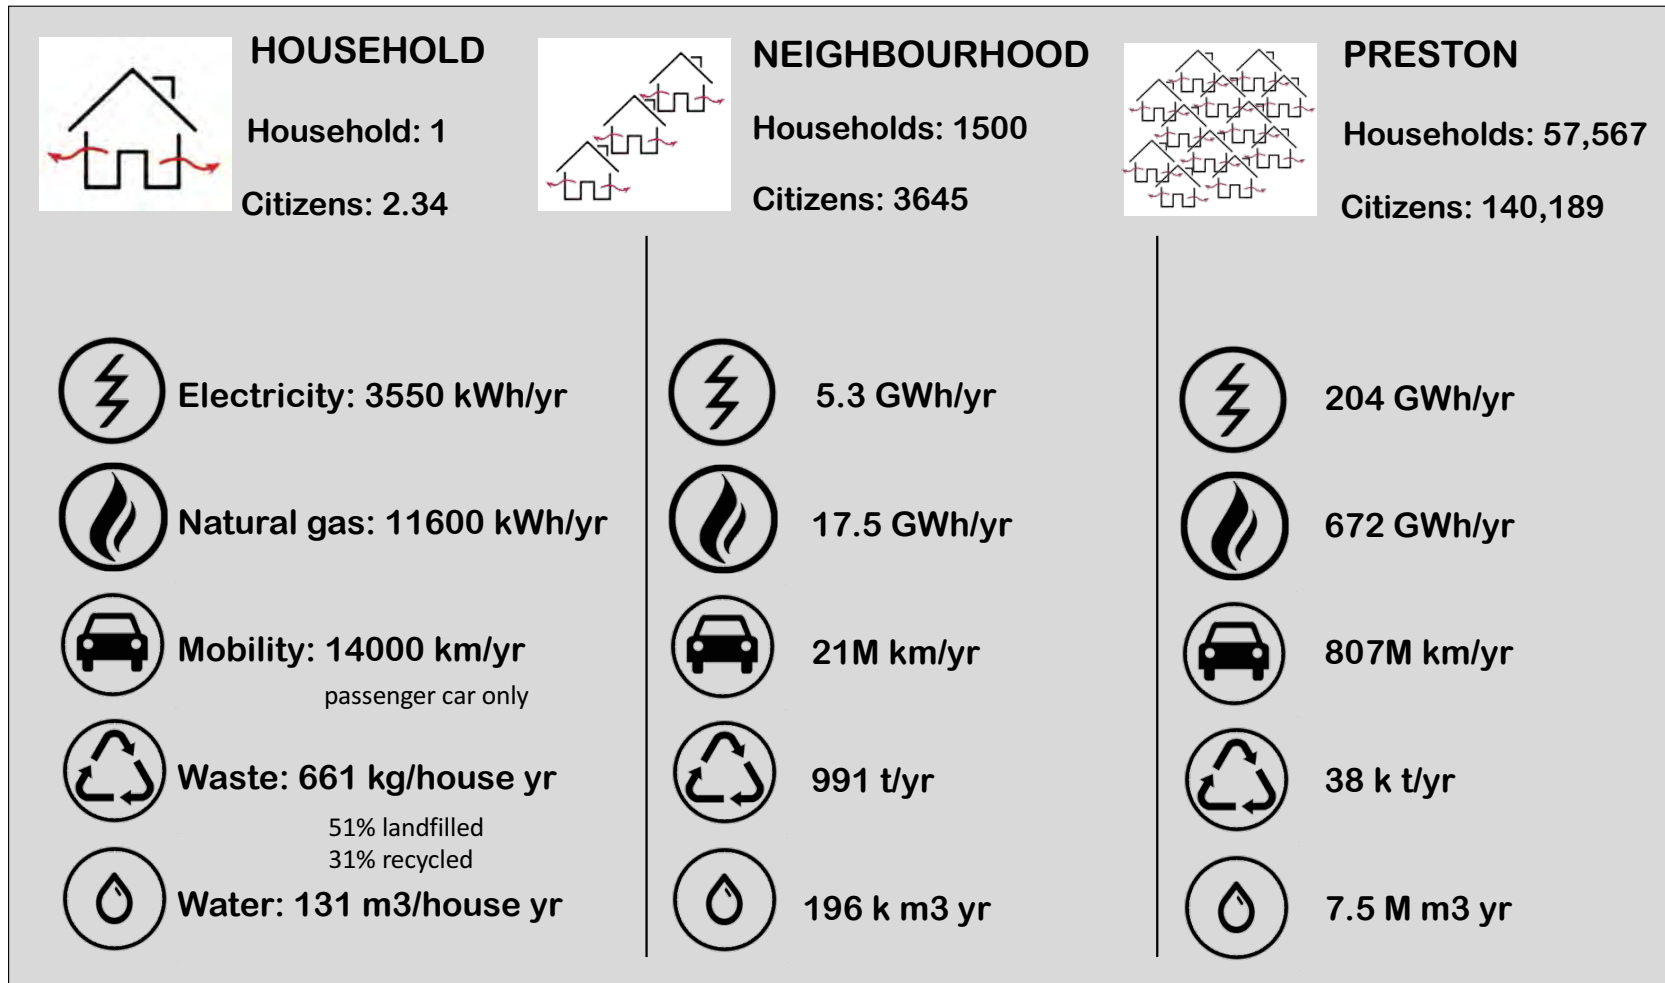 HOUSEHOLD
Household: 1
Citizens: 2.34
NEIGHBOURHOOD
Households: 1500
Citizens: 3645
PRESTON
Households: 57,567
Citizens: 140,189
Electricity: 3550 kWh/yr
5.3 GWh/yr
204 GWh/yr
Natural gas: 11600 kWh/yr
17.5 GWh/yr
672 GWh/yr
Mobility: 14000 km/yr
passenger car only
21M km/yr
807M km/yr
Waste: 661 kg/house yr
51% landfilled
31% recycled
991 t/yr
38 k t/yr
Water: 131 m3/house yr
196 k m3 yr
7.5 M m3 yr